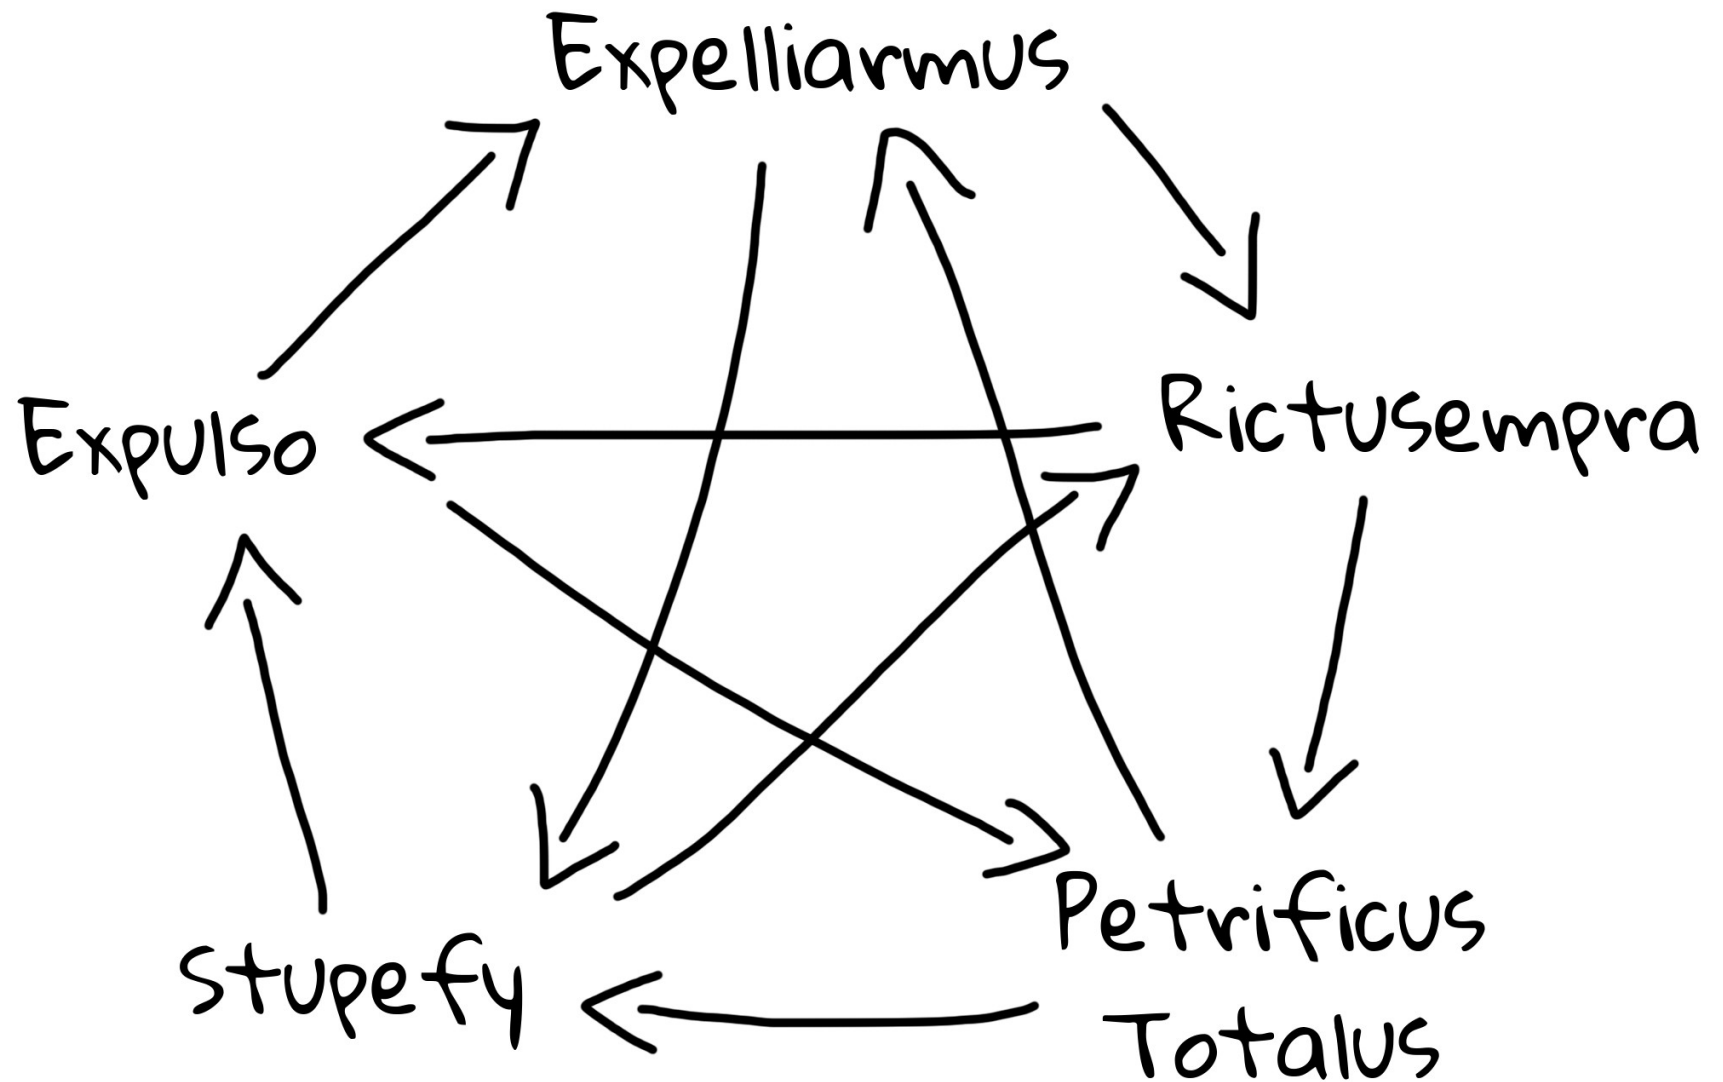 Expelliarmus
Expulso
Rictusempra
Petrificus
Totalus
Stupefy